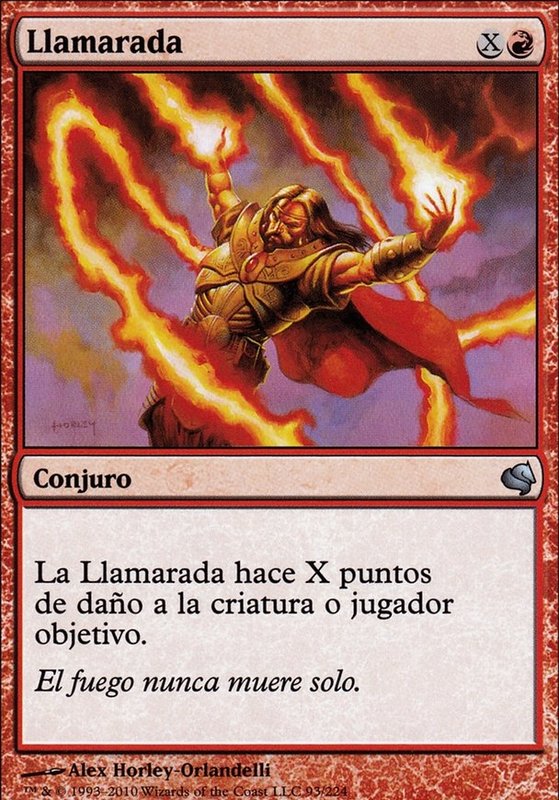 Llamarada X
HORLEY
Conjuro
La Llamarada hace X puntos
de daño a la criatura o jugador
objetivo.
El fuego nunca muere solo.
Alex Horley-Orlandelli
™ & © 1993–2010 Wizards of the Coast LLC 93/224